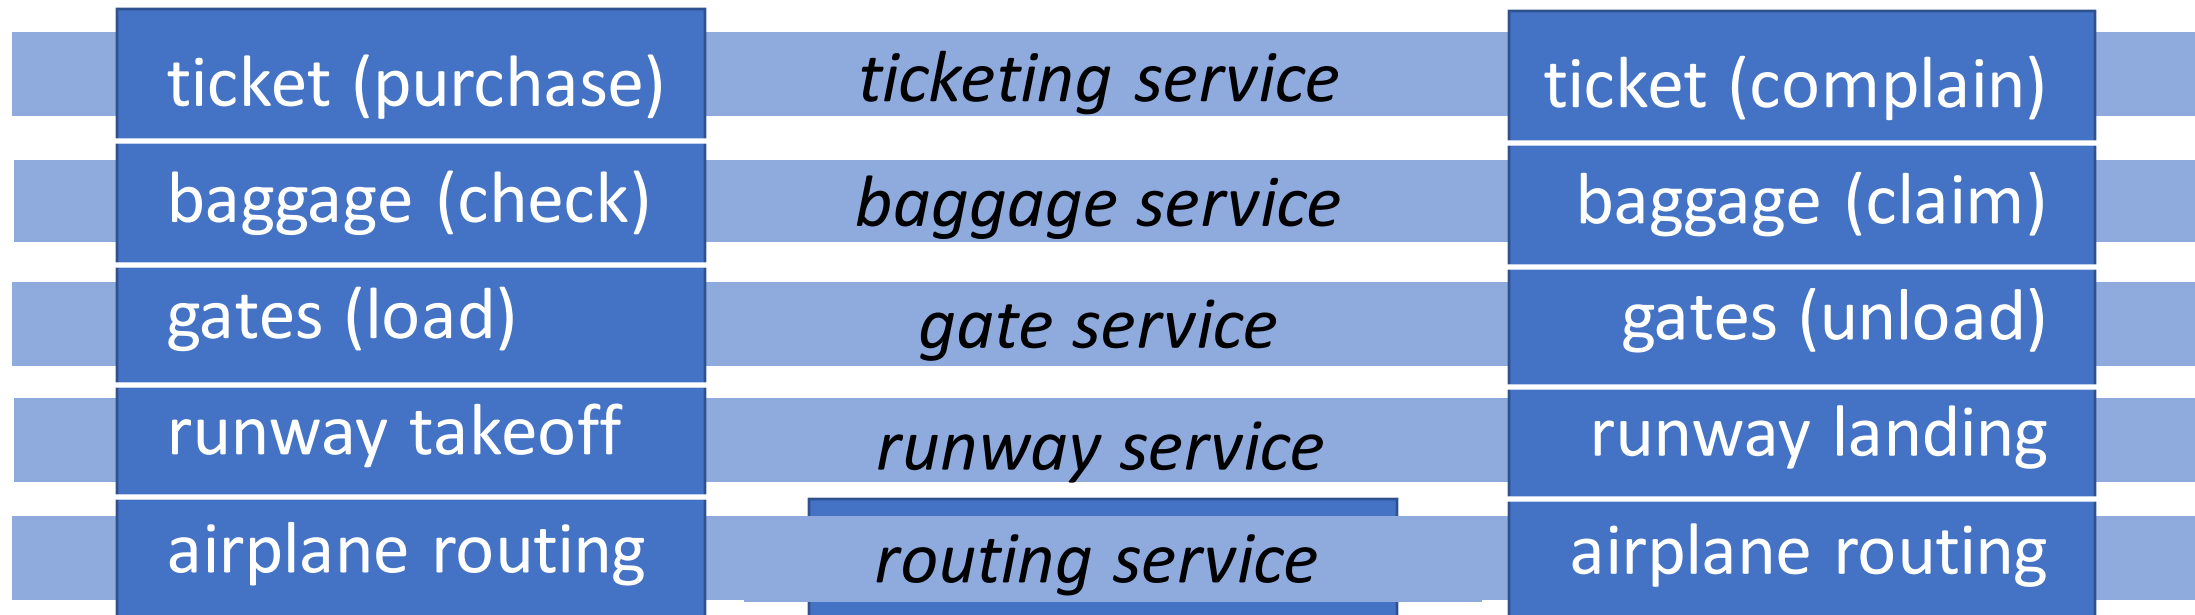 ticket (purchase) ticketing service ticket (complain)
baggage (check) baggage service baggage (claim)
gates (load) gate service gates (unload)
runway takeoff runway service runway landing
airplane routing routing service airplane routing